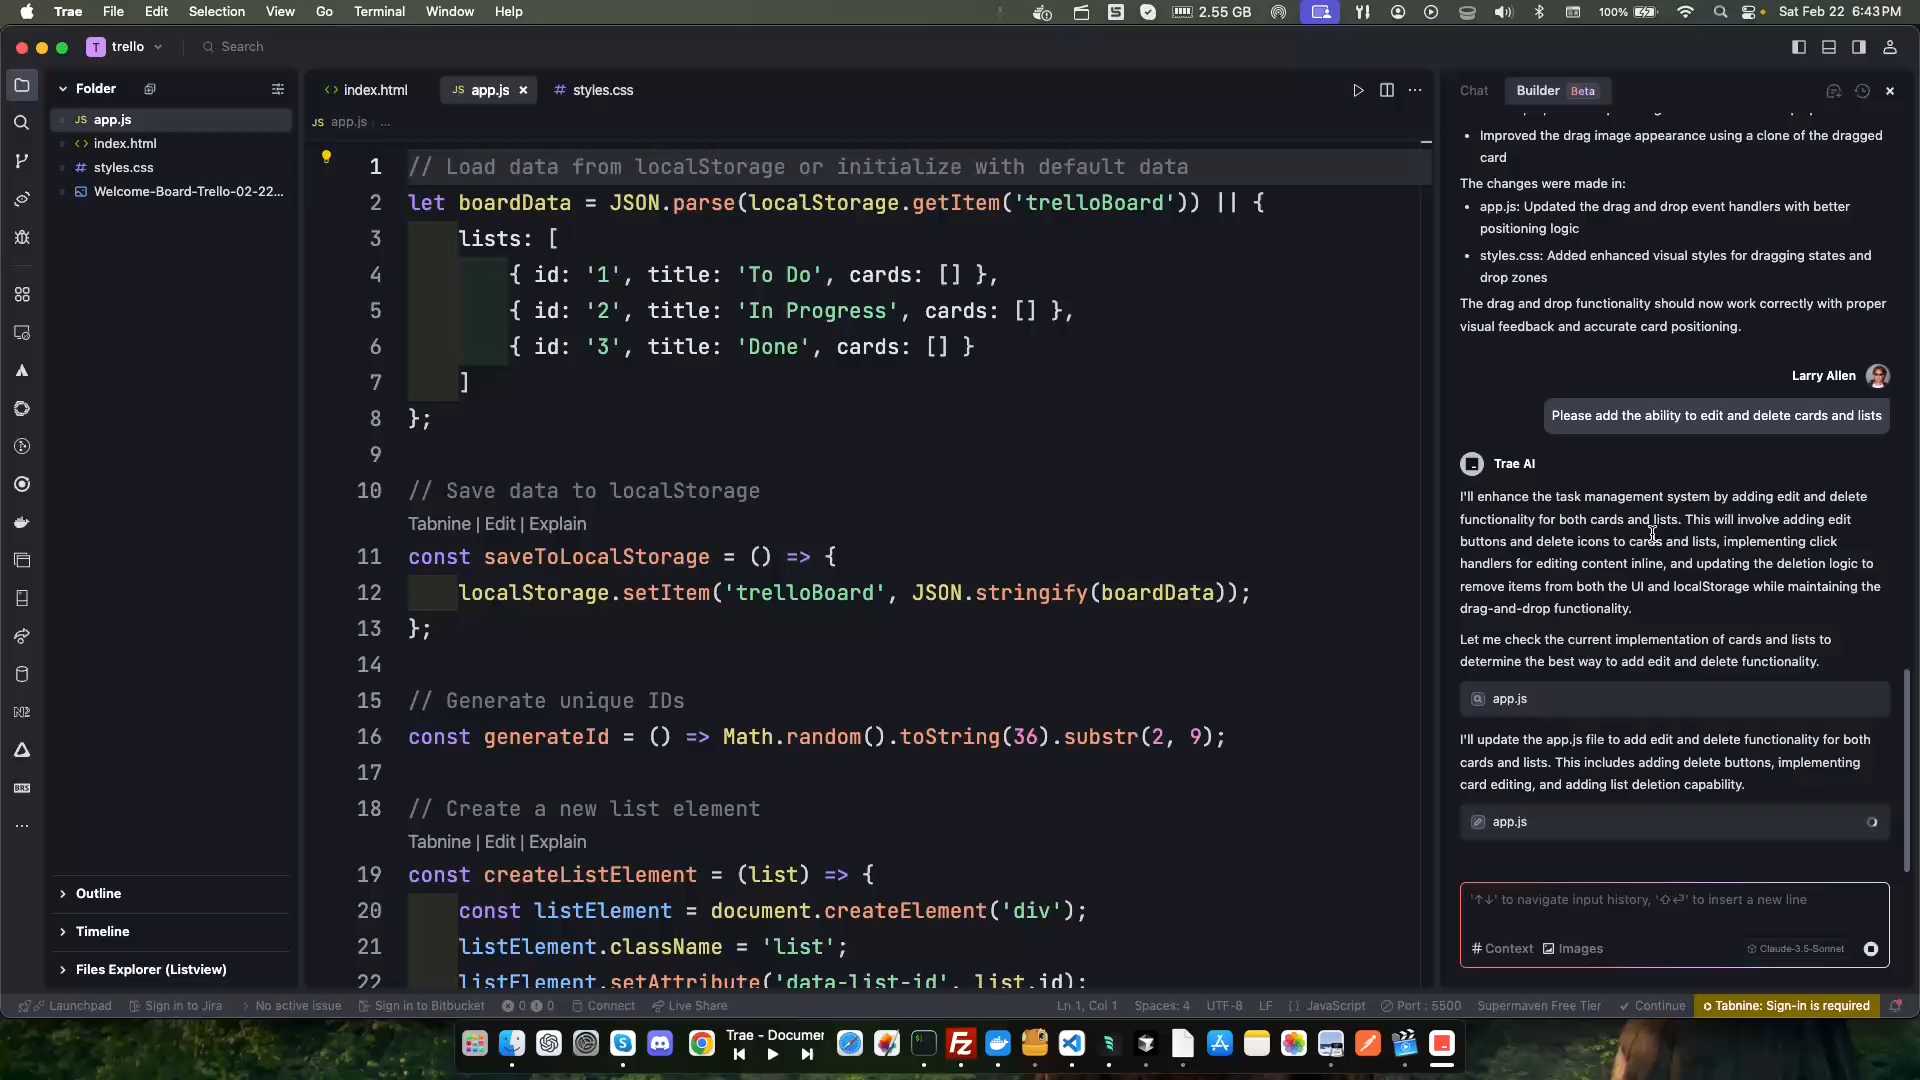 Trae File Edit Selection View Go Terminal Window Help 2.55 GB 100% Sat Feb 22 6:43 PM
T trello Search
Folder
JS app.js
<> index.html
# styles.css
Welcome-Board-Trello-02-22...
Outline
Timeline
Files Explorer (Listview)
<> index.html JS app.js × # styles.css
JS app.js ...
1 // Load data from localStorage or initialize with default data
2 let boardData = JSON.parse(localStorage.getItem('trelloBoard')) || {
3 lists: [
4 { id: '1', title: 'To Do', cards: [] },
5 { id: '2', title: 'In Progress', cards: [] },
6 { id: '3', title: 'Done', cards: [] }
7 ]
8 };
9
10 // Save data to localStorage
Tabnine | Edit | Explain
11 const saveToLocalStorage = () => {
12 localStorage.setItem('trelloBoard', JSON.stringify(boardData));
13 };
14
15 // Generate unique IDs
16 const generateId = () => Math.random().toString(36).substr(2, 9);
17
18 // Create a new list element
Tabnine | Edit | Explain
19 const createListElement = (list) => {
20 const listElement = document.createElement('div');
21 listElement.className = 'list';
22 listElement.setAttribute('data-list-id', list.id);
Chat Builder Beta
• Improved the drag image appearance using a clone of the dragged
card
The changes were made in:
• app.js: Updated the drag and drop event handlers with better
positioning logic
• styles.css: Added enhanced visual styles for dragging states and
drop zones
The drag and drop functionality should now work correctly with proper
visual feedback and accurate card positioning.
Larry Allen
Please add the ability to edit and delete cards and lists
Trae AI
I'll enhance the task management system by adding edit and delete
functionality for both cards and lists. This will involve adding edit
buttons and delete icons to cards and lists, implementing click
handlers for editing content inline, and updating the deletion logic to
remove items from both the UI and localStorage while maintaining the
drag-and-drop functionality.
Let me check the current implementation of cards and lists to
determine the best way to add edit and delete functionality.
app.js
I'll update the app.js file to add edit and delete functionality for both
cards and lists. This includes adding delete buttons, implementing
card editing, and adding list deletion capability.
app.js
'↑↓' to navigate input history, '⇧⏎' to insert a new line
# Context Images Claude-3.5-Sonnet
Launchpad Sign in to Jira No active issue Sign in to Bitbucket 0 0 Connect Live Share Ln 1, Col 1 Spaces: 4 UTF-8 LF {} JavaScript Port : 5500 Supermaven Free Tier Continue Tabnine: Sign-in is required
Trae - Documer